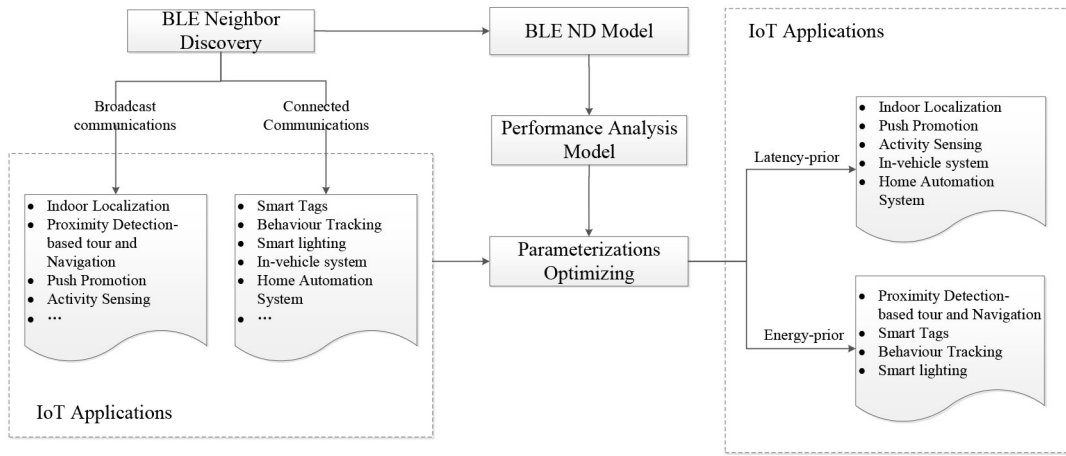 BLE Neighbor
Discovery
BLE ND Model
IoT Applications
Broadcast
communications
Connected
Communications
Performance Analysis
Model
Latency-prior
● Indoor Localization
● Push Promotion
● Activity Sensing
● In-vehicle system
● Home Automation
System
● Indoor Localization
● Proximity Detection-
based tour and
Navigation
● Push Promotion
● Activity Sensing
● ...
● Smart Tags
● Behaviour Tracking
● Smart lighting
● In-vehicle system
● Home Automation
System
● ...
Parameterizations
Optimizing
Energy-prior
● Proximity Detection-
based tour and Navigation
● Smart Tags
● Behaviour Tracking
● Smart lighting
IoT Applications